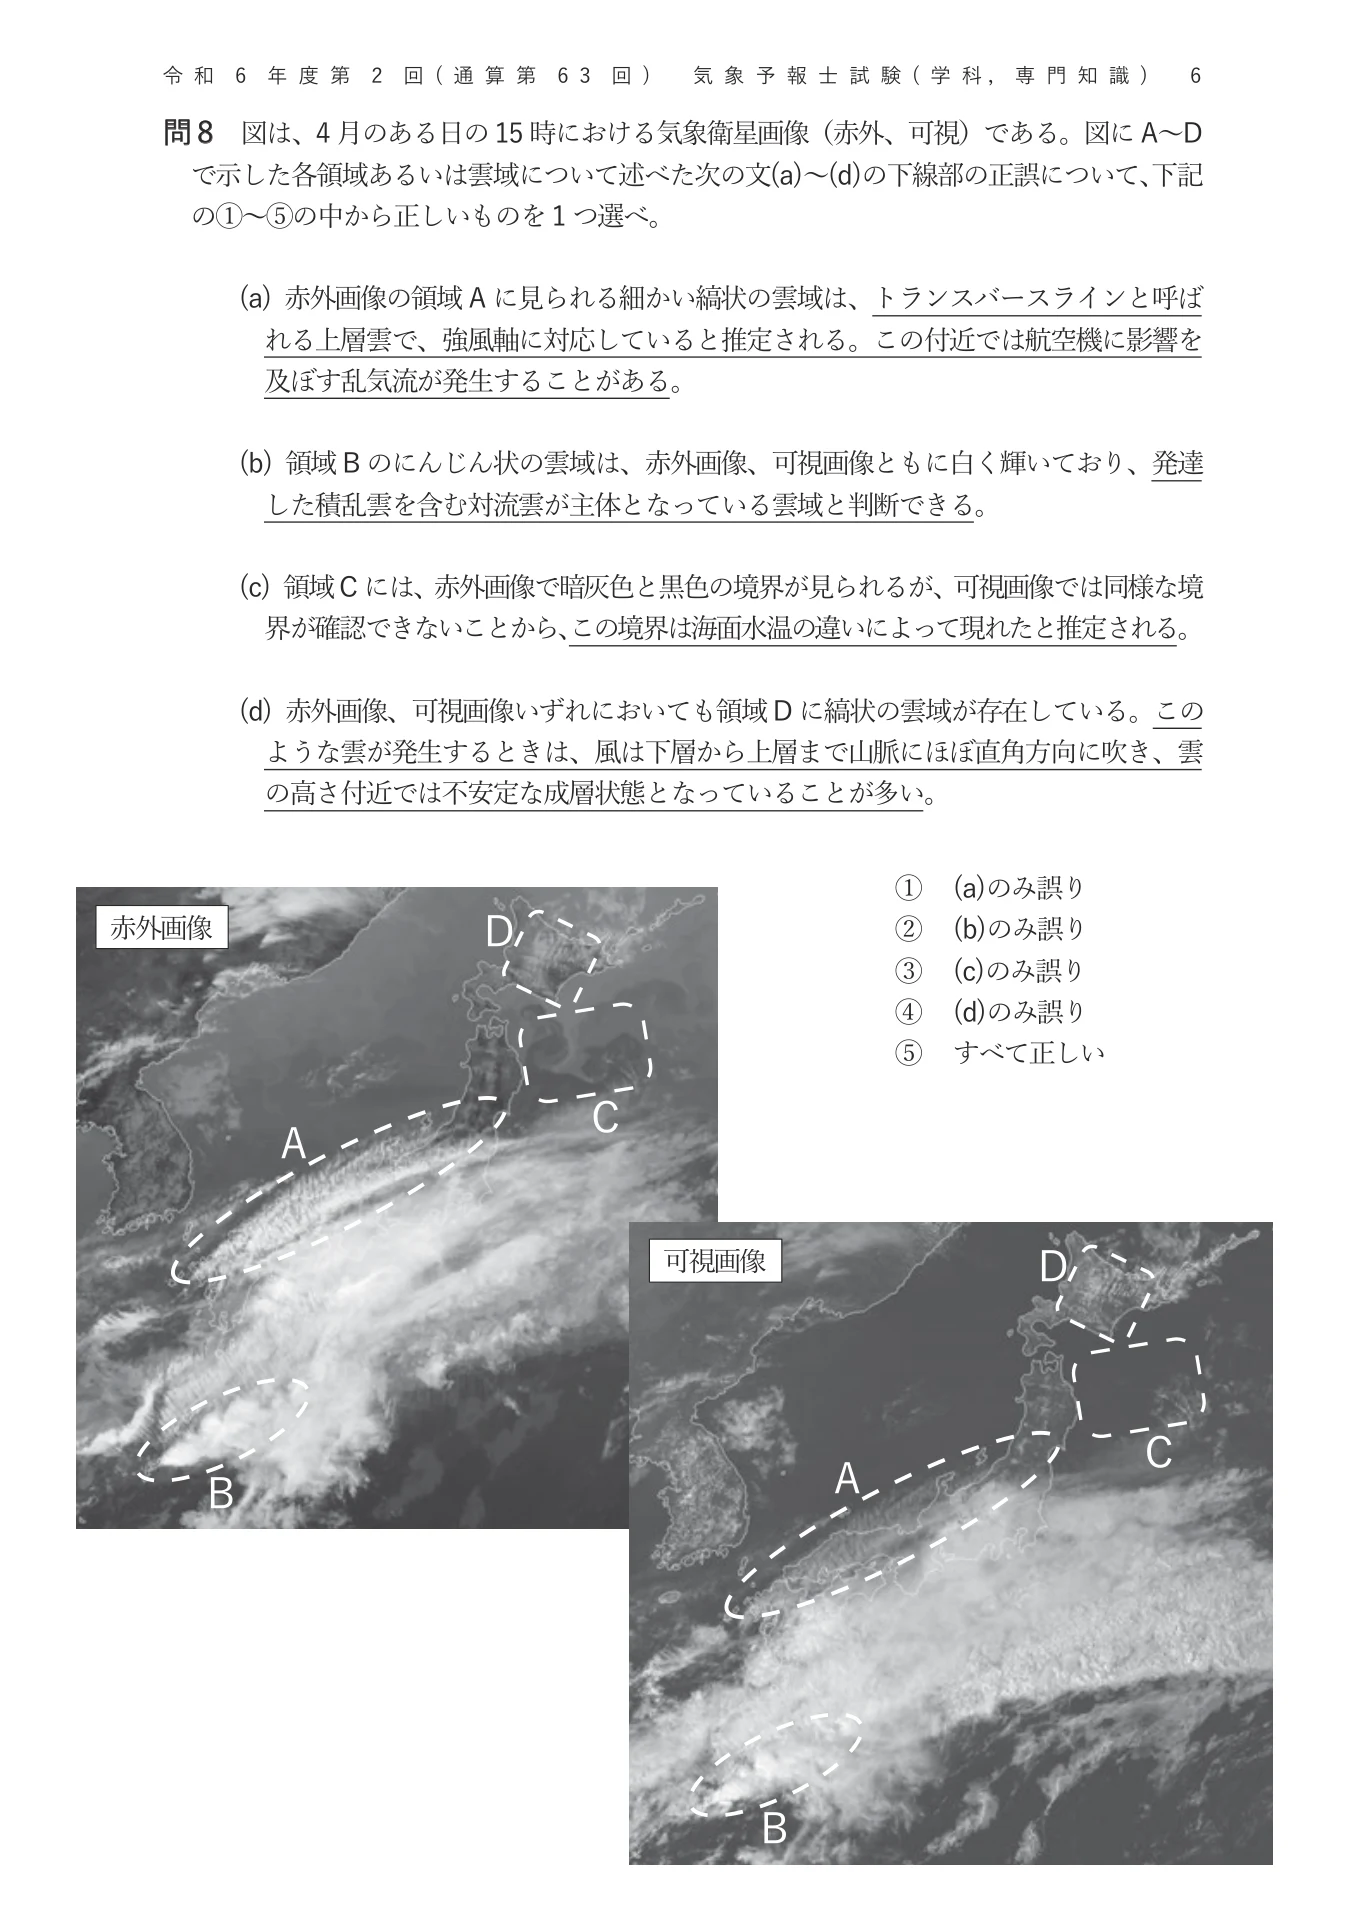 令和6年度第2回(通算第63回) 気象予報士試験(学科,専門知識) 6
問8 図は、4月のある日の15時における気象衛星画像（赤外、可視）である。図にA～D
で示した各領域あるいは雲域について述べた次の文(a)～(d)の下線部の正誤について、下記
の①～⑤の中から正しいものを1つ選べ。
(a) 赤外画像の領域Aに見られる細かい縞状の雲域は、トランスバースラインと呼ば
れる上層雲で、強風軸に対応していると推定される。この付近では航空機に影響を
及ぼす乱気流が発生することがある。
(b) 領域Bのにんじん状の雲域は、赤外画像、可視画像ともに白く輝いており、発達
した積乱雲を含む対流雲が主体となっている雲域と判断できる。
(c) 領域Cには、赤外画像で暗灰色と黒色の境界が見られるが、可視画像では同様な境
界が確認できないことから、この境界は海面水温の違いによって現れたと推定される。
(d) 赤外画像、可視画像いずれにおいても領域Dに縞状の雲域が存在している。この
ような雲が発生するときは、風は下層から上層まで山脈にほぼ直角方向に吹き、雲
の高さ付近では不安定な成層状態となっていることが多い。
① (a)のみ誤り
② (b)のみ誤り
③ (c)のみ誤り
④ (d)のみ誤り
⑤ すべて正しい
赤外画像
D
C
A
B
可視画像
D
C
A
B